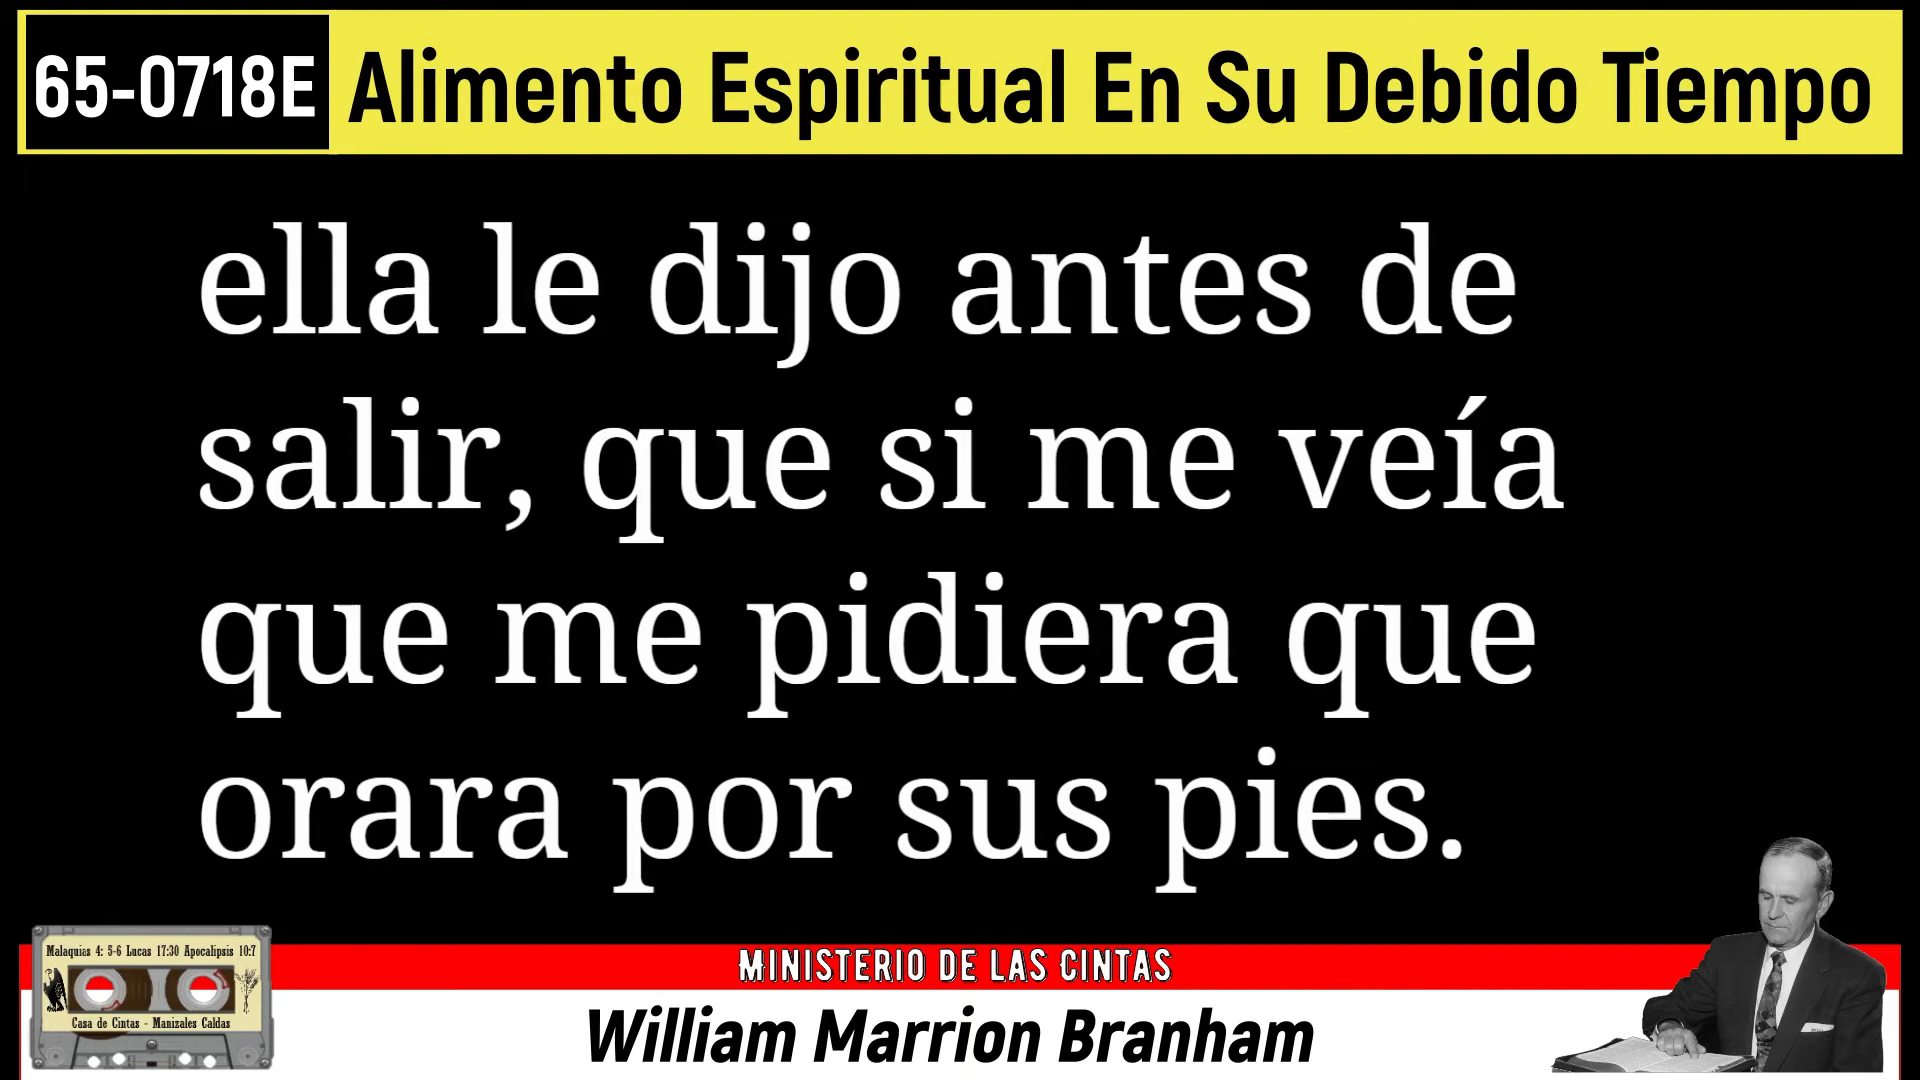 65-0718E Alimento Espiritual En Su Debido Tiempo
ella le dijo antes de
salir, que si me veía
que me pidiera que
orara por sus pies.
Malaquias 4: 5-6 Lucas 17:30 Apocalipsis 10:7
Casa de Cintas - Manizales Caldas
MINISTERIO DE LAS CINTAS
William Marrion Branham